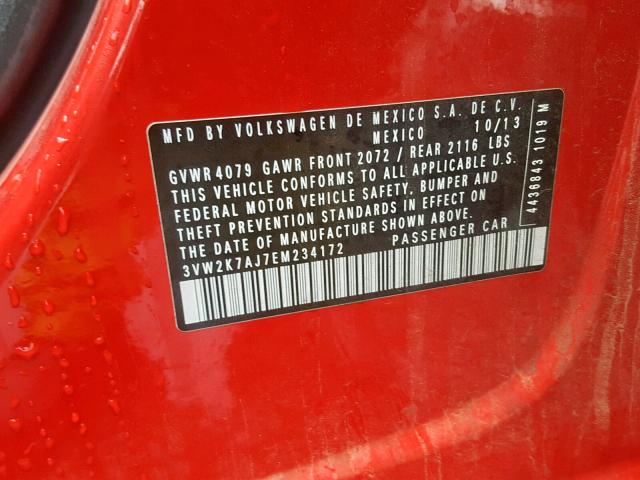 MFD BY VOLKSWAGEN DE MEXICO S.A. DE C.V.
MEXICO 10/13
GVWR 4079 GAWR FRONT 2072 / REAR 2116 LBS
THIS VEHICLE CONFORMS TO ALL APPLICABLE U.S.
FEDERAL MOTOR VEHICLE SAFETY, BUMPER AND
THEFT PREVENTION STANDARDS IN EFFECT ON
THE DATE OF MANUFACTURE SHOWN ABOVE.
3VW2K7AJ7EM234172 PASSENGER CAR
4436843 1019 M